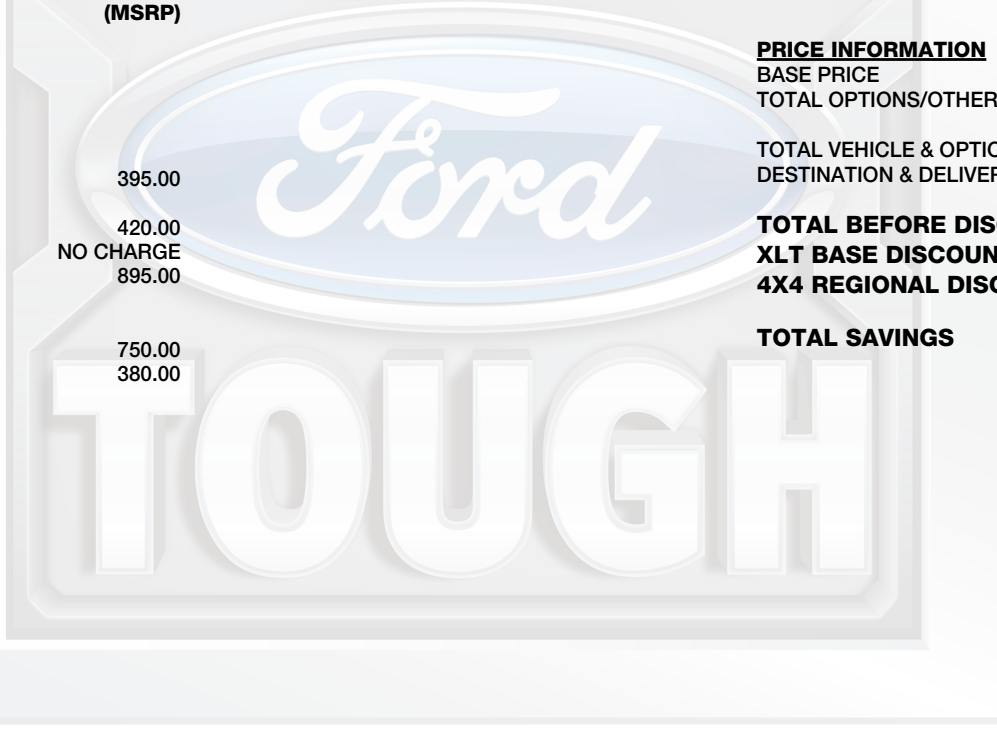 (MSRP)
395.00
420.00
NO CHARGE
895.00
750.00
380.00
PRICE INFORMATION
BASE PRICE
TOTAL OPTIONS/OTHER
TOTAL VEHICLE & OPTIO
DESTINATION & DELIVER
TOTAL BEFORE DIS
XLT BASE DISCOUN
4X4 REGIONAL DISC
TOTAL SAVINGS
Ford
TOUGH